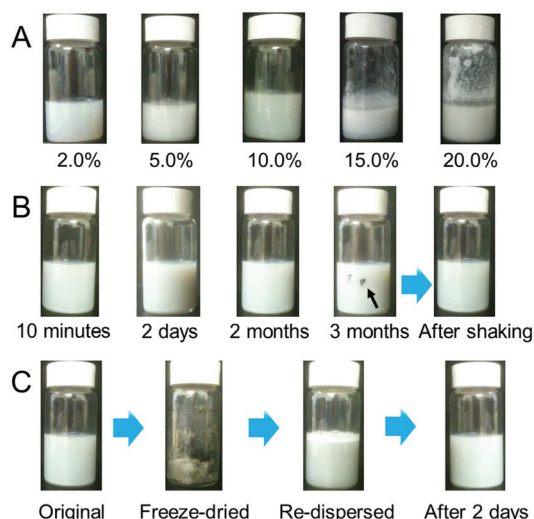 A
2.0% 5.0% 10.0% 15.0% 20.0%
B
10 minutes 2 days 2 months 3 months After shaking
C
Original Freeze-dried Re-dispersed After 2 days